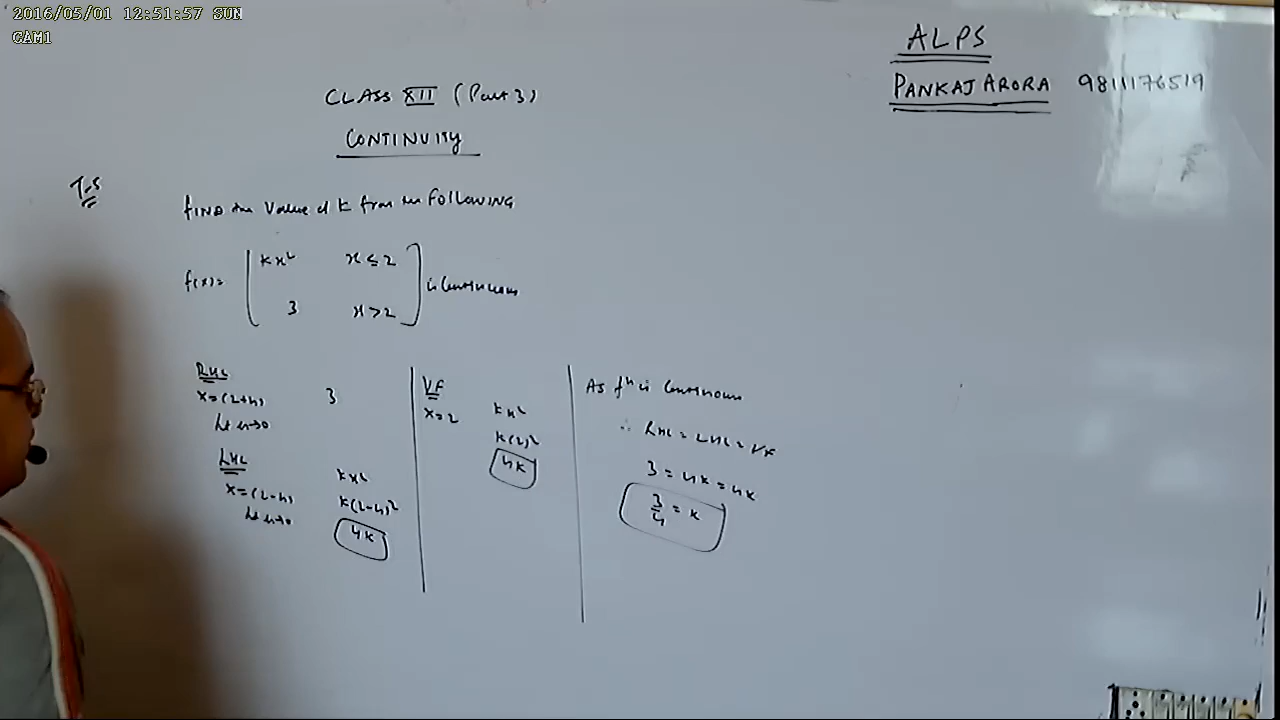 2016/05/01 12:51:57 SUN
CAM1
ALPS
PANKAJ ARORA 9811176519
CLASS XII (Part 3)
CONTINUITY
T-5
FIND the value of k from the FOLLOWING
f(x)= [ kx² x≤2
3 x>2 ] is Continuous
RHL
x=(2+h) 3
Lt h→0
LHL
x=(2-h) kx²
Lt h→0 k(2-h)²
4k
VF
x=2 kx²
k(2)²
4k
As fⁿ is Continuous
∴ RHL = LHL = VF
3 = 4k = 4k
3/4 = k